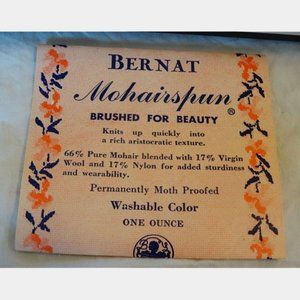 BERNAT
Mohairspun®
BRUSHED FOR BEAUTY
Knits up quickly into
a rich aristocratic texture.
66% Pure Mohair blended with 17% Virgin
Wool and 17% Nylon for added sturdiness
and wearability.
Permanently Moth Proofed
Washable Color
ONE OUNCE